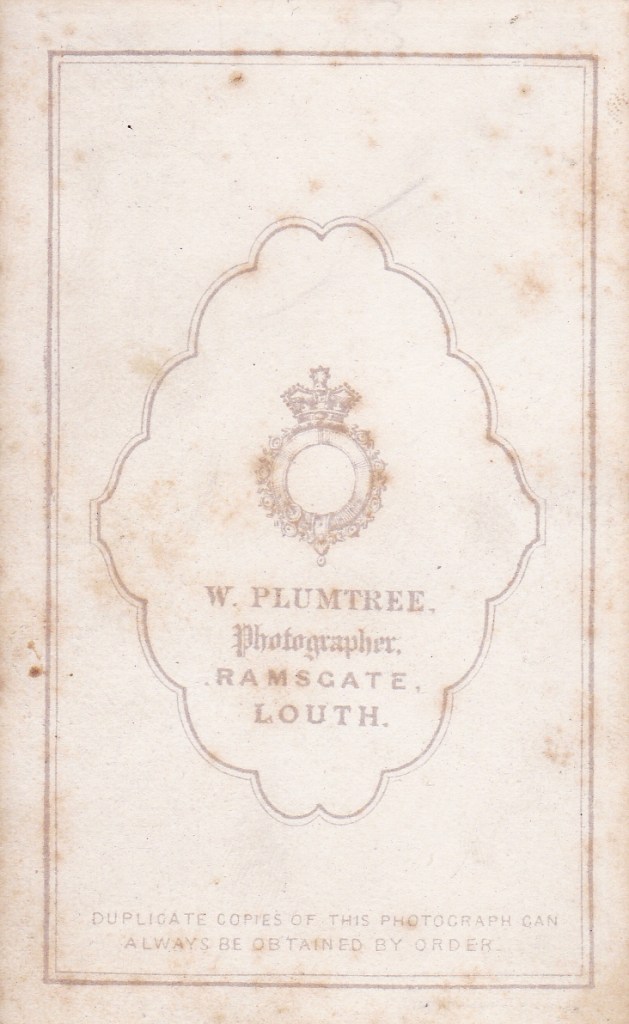 W. PLUMTREE,
Photographer,
RAMSGATE,
LOUTH.
DUPLICATE COPIES OF THIS PHOTOGRAPH CAN
ALWAYS BE OBTAINED BY ORDER.